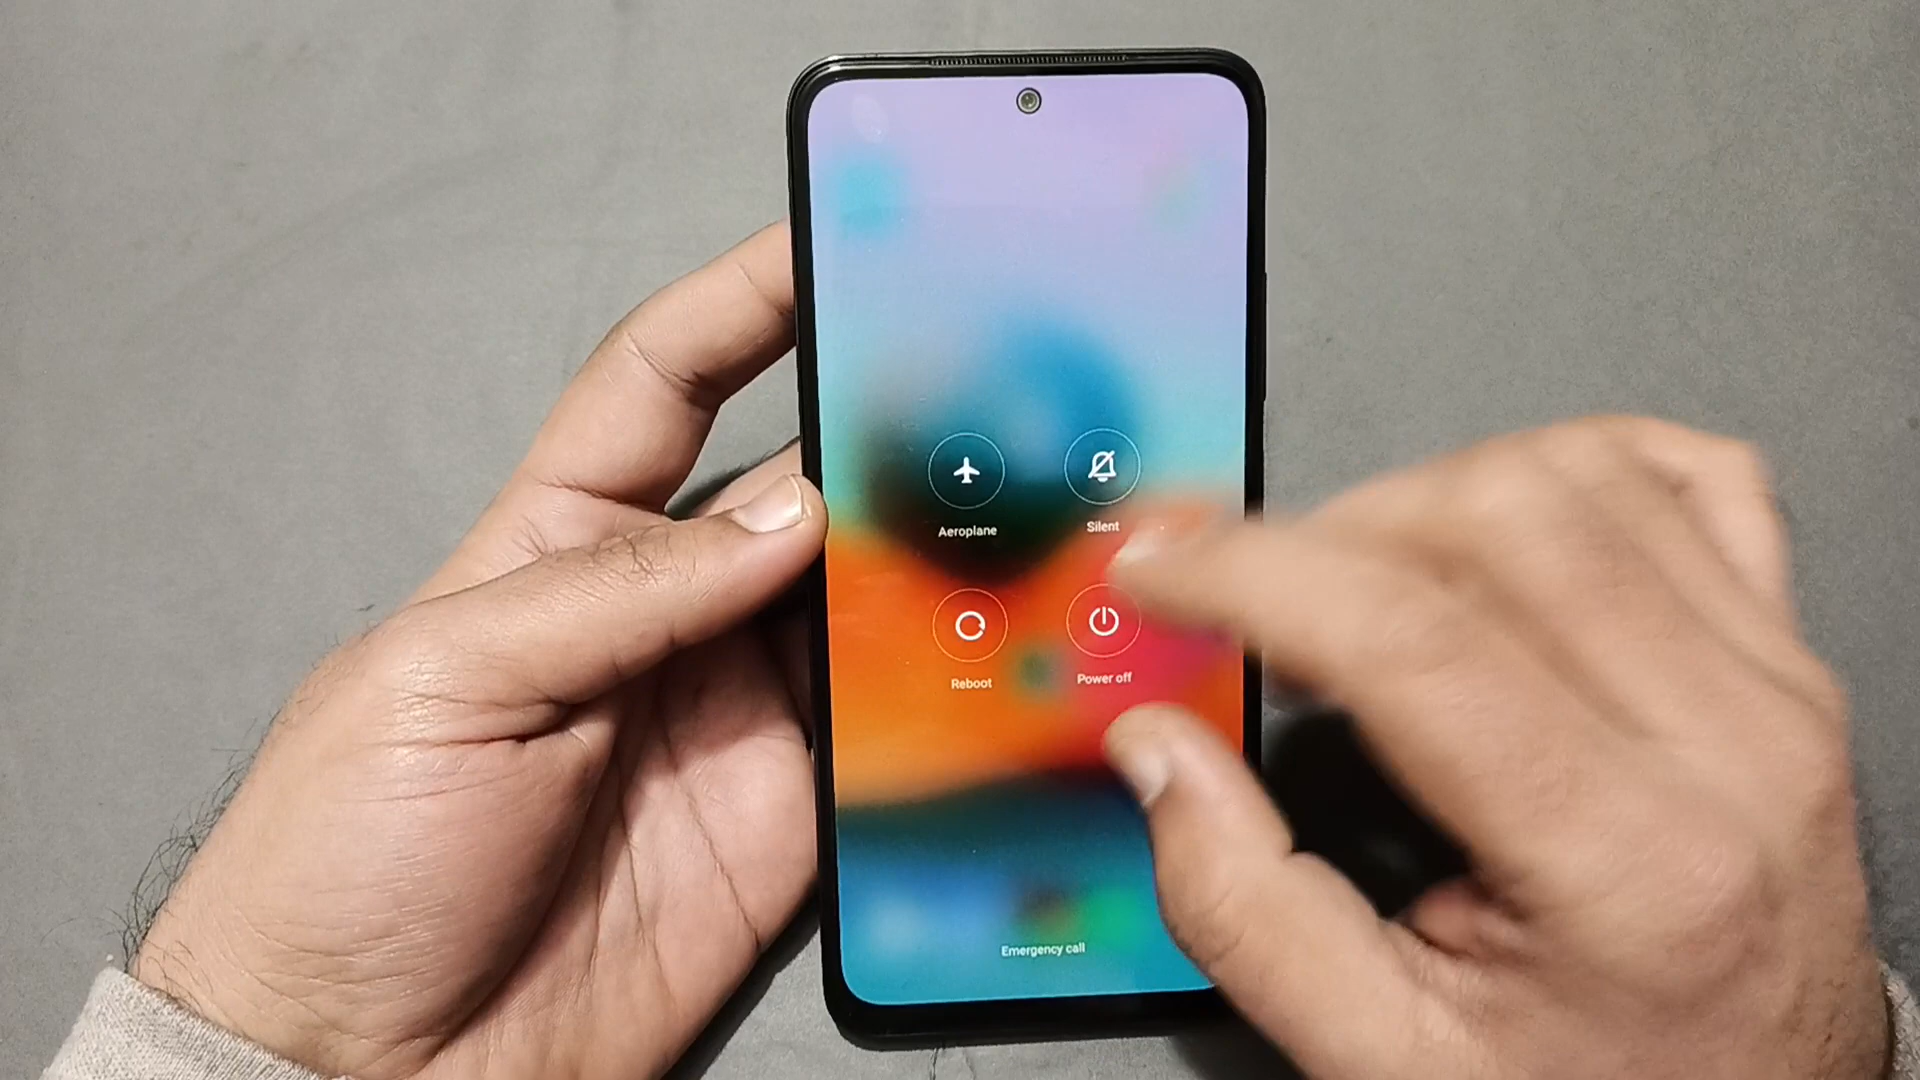 Aeroplane
Silent
Reboot
Power off
Emergency call